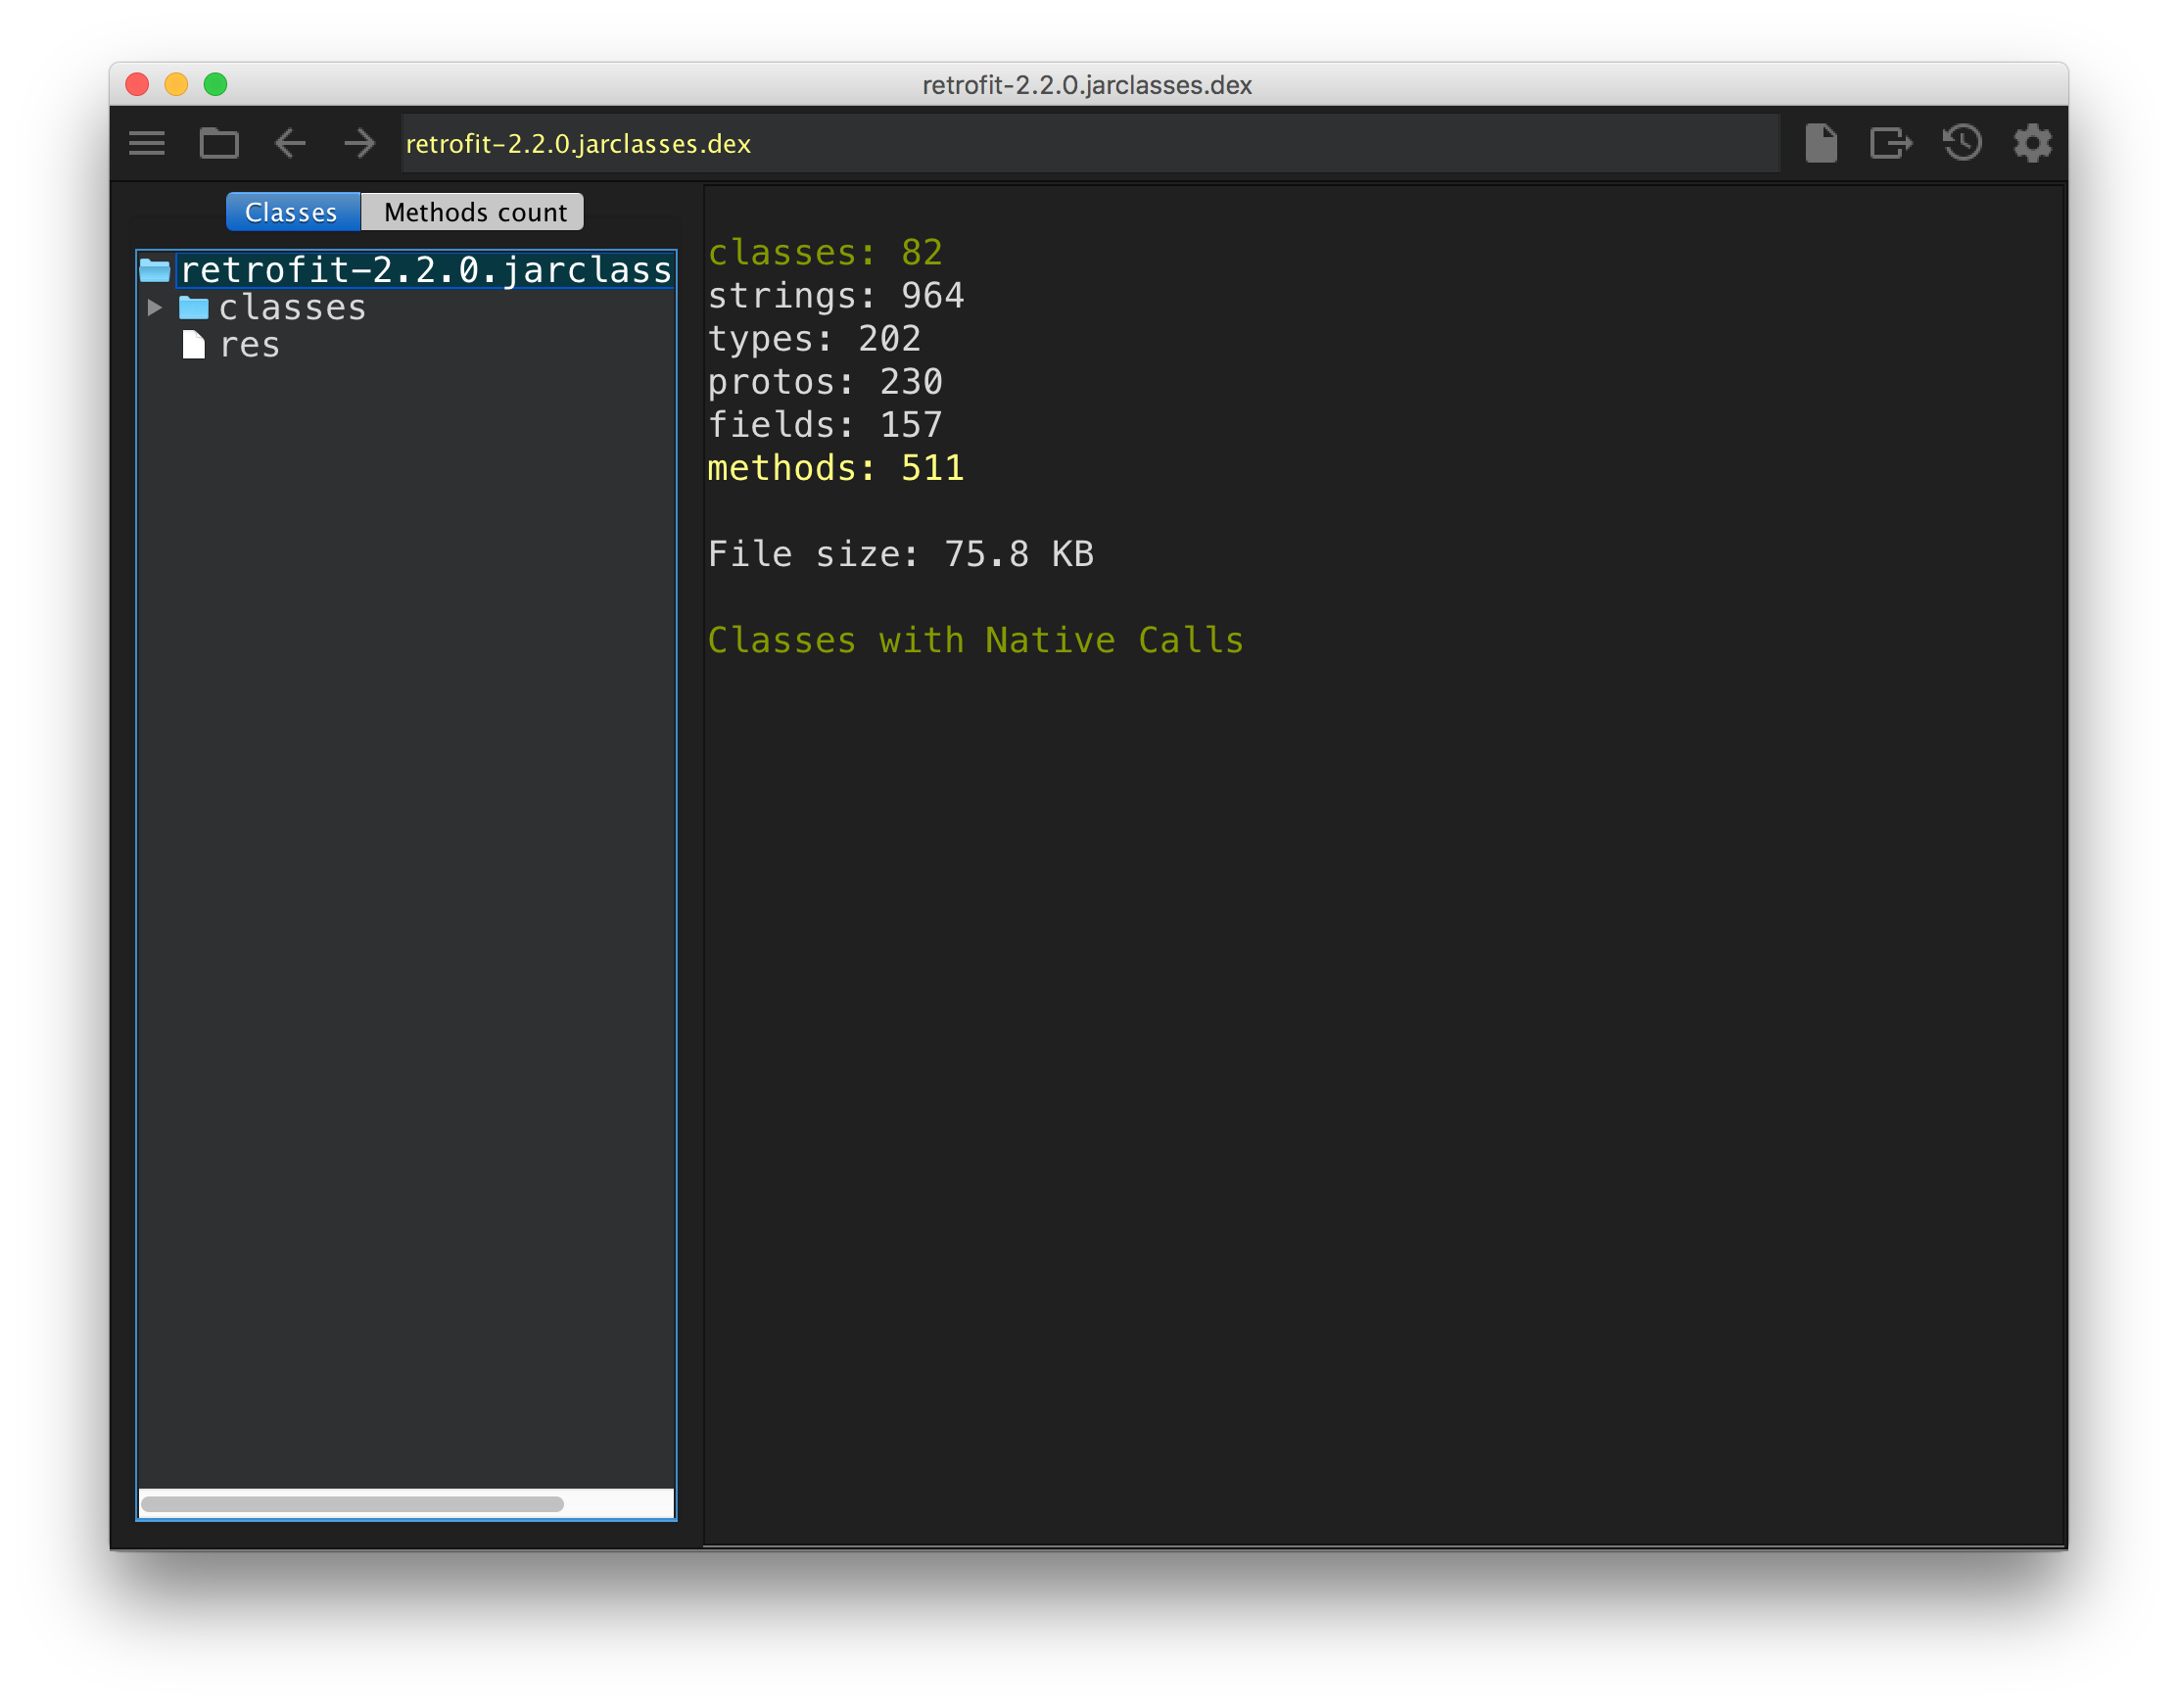 retrofit-2.2.0.jarclasses.dex
retrofit-2.2.0.jarclasses.dex
Classes
Methods count
retrofit-2.2.0.jarclass
classes
res
classes: 82
strings: 964
types: 202
protos: 230
fields: 157
methods: 511
File size: 75.8 KB
Classes with Native Calls